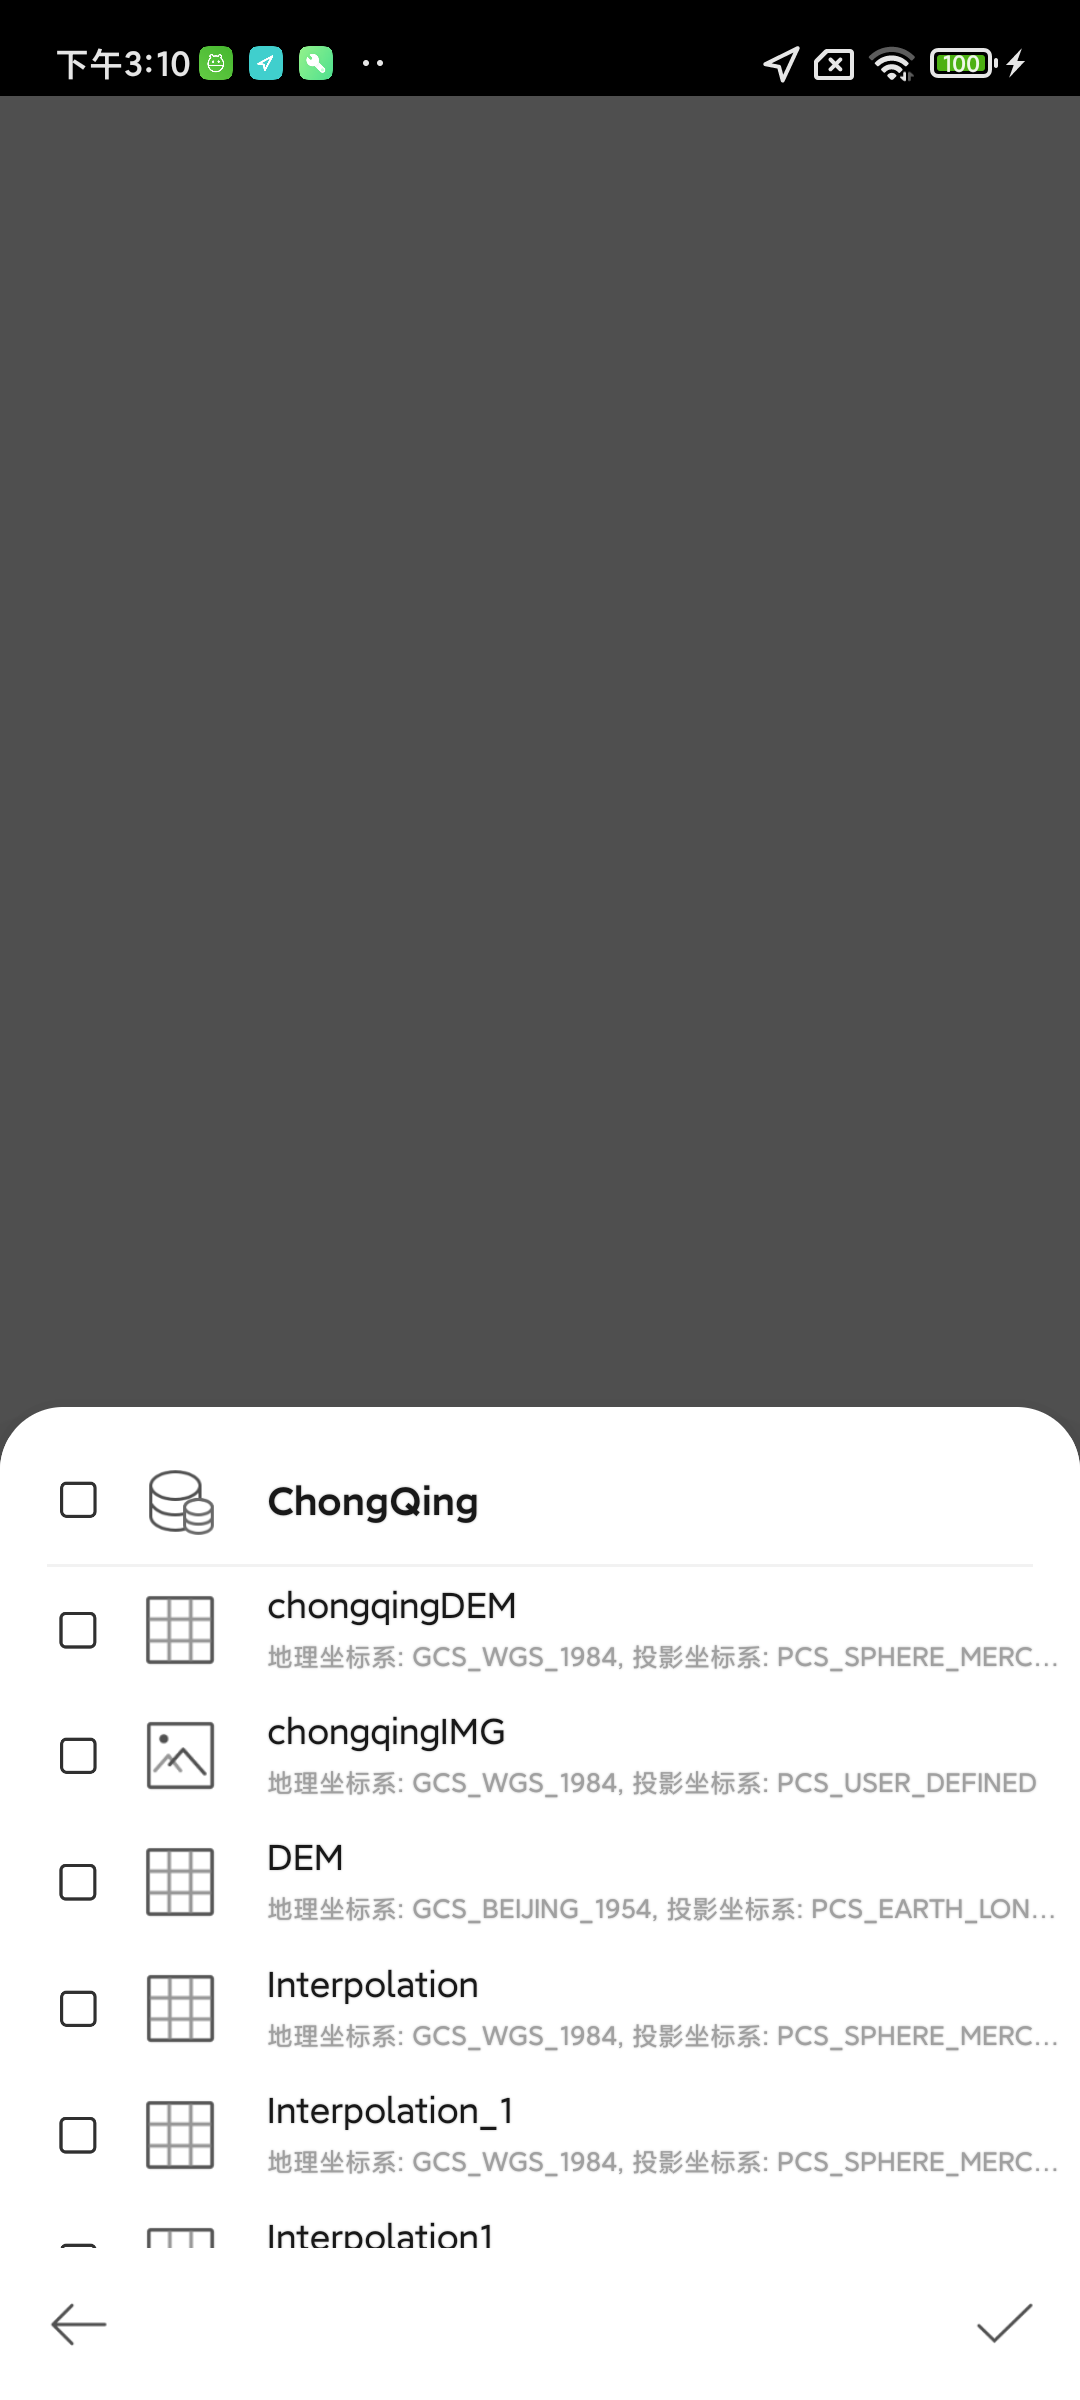 下午3:10
100
ChongQing
chongqingDEM
地理坐标系: GCS_WGS_1984, 投影坐标系: PCS_SPHERE_MERC...
chongqingIMG
地理坐标系: GCS_WGS_1984, 投影坐标系: PCS_USER_DEFINED
DEM
地理坐标系: GCS_BEIJING_1954, 投影坐标系: PCS_EARTH_LON...
Interpolation
地理坐标系: GCS_WGS_1984, 投影坐标系: PCS_SPHERE_MERC...
Interpolation_1
地理坐标系: GCS_WGS_1984, 投影坐标系: PCS_SPHERE_MERC...
Interpolation1